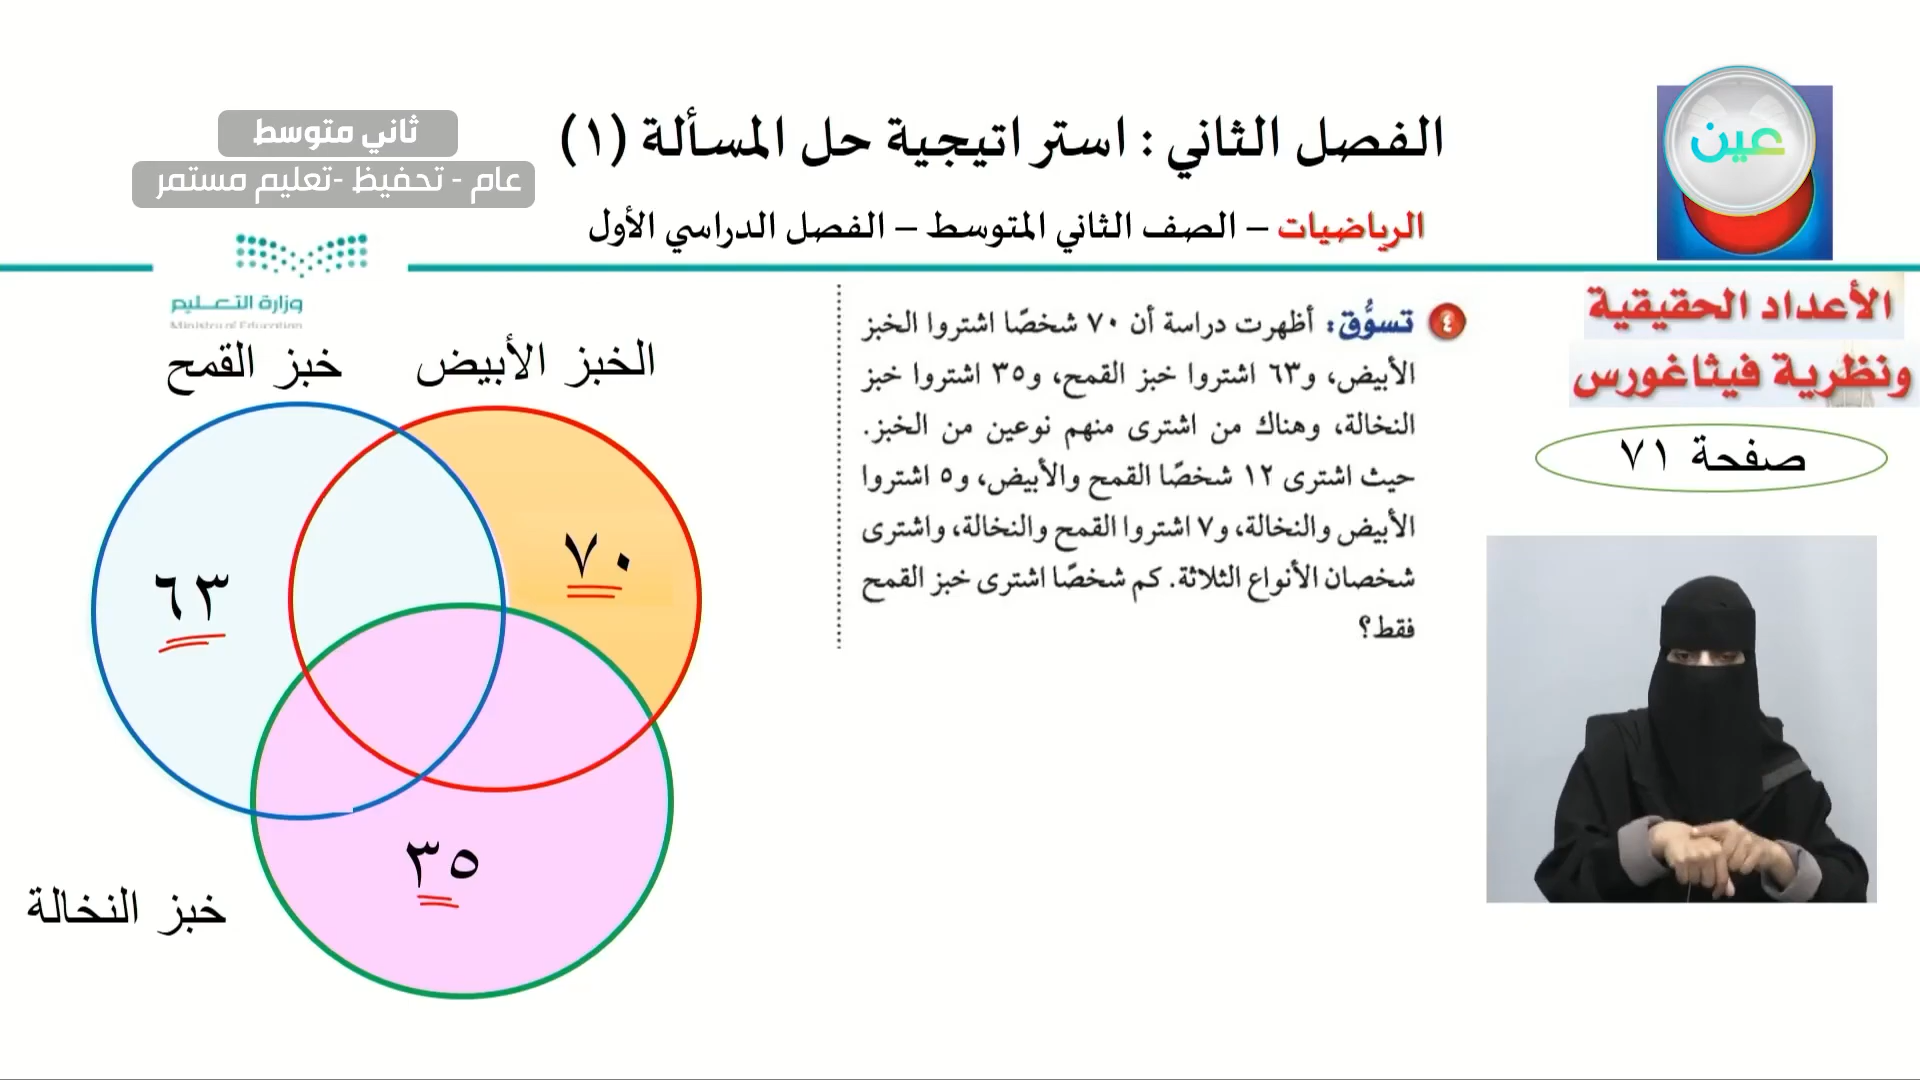 عين
الفصل الثاني : استراتيجية حل المسألة (١)
الرياضيات – الصف الثاني المتوسط – الفصل الدراسي الأول
ثاني متوسط
عام - تحفيظ -تعليم مستمر
وزارة التعليم
Ministry of Education
الأعداد الحقيقية
ونظرية فيثاغورس
صفحة ٧١
٤ تسوُّق: أظهرت دراسة أن ٧٠ شخصًا اشتروا الخبز
الأبيض، و٦٣ اشتروا خبز القمح، و٣٥ اشتروا خبز
النخالة، وهناك من اشترى منهم نوعين من الخبز.
حيث اشترى ١٢ شخصًا القمح والأبيض، و٥ اشتروا
الأبيض والنخالة، و٧ اشتروا القمح والنخالة، واشترى
شخصان الأنواع الثلاثة. كم شخصًا اشترى خبز القمح
فقط؟
الخبز الأبيض
خبز القمح
٧٠
٦٣
٣٥
خبز النخالة